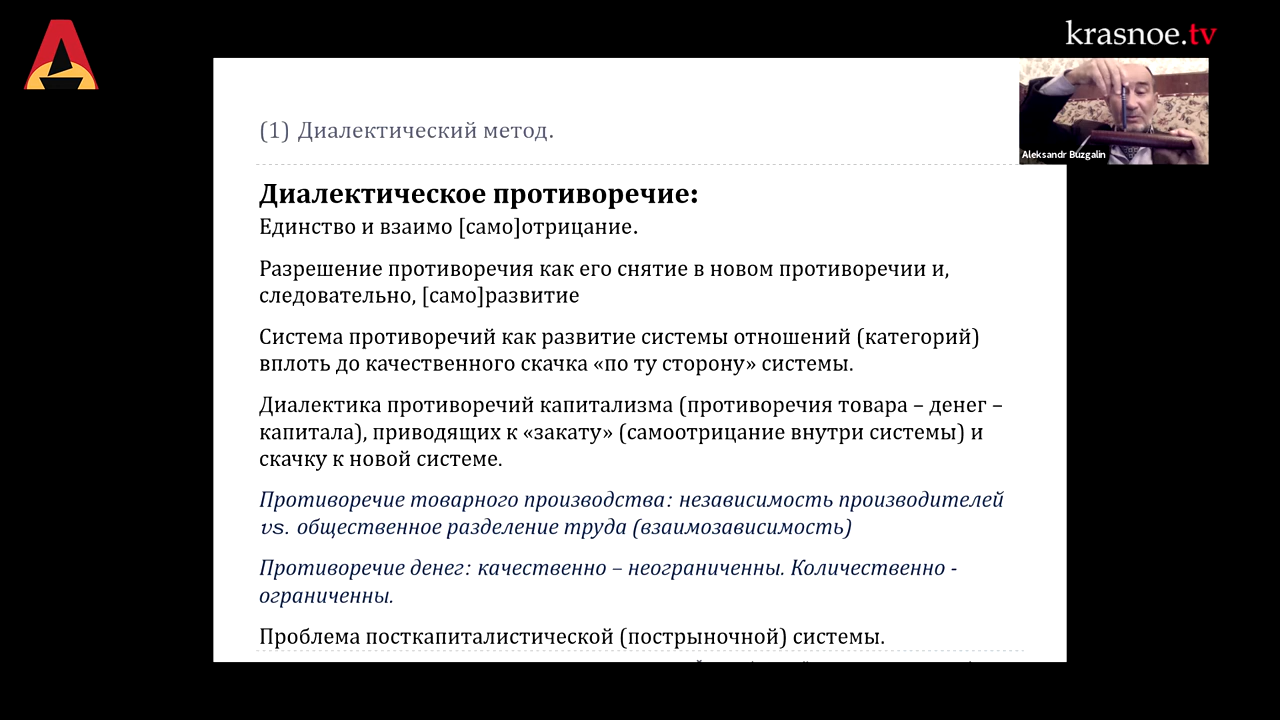 krasnoe.tv
Aleksandr Buzgalin
(1) Диалектический метод.
Диалектическое противоречие:
Единство и взаимо [само]отрицание.
Разрешение противоречия как его снятие в новом противоречии и,
следовательно, [само]развитие
Система противоречий как развитие системы отношений (категорий)
вплоть до качественного скачка «по ту сторону» системы.
Диалектика противоречий капитализма (противоречия товара – денег –
капитала), приводящих к «закату» (самоотрицание внутри системы) и
скачку к новой системе.
Противоречие товарного производства: независимость производителей
vs. общественное разделение труда (взаимозависимость)
Противоречие денег: качественно – неограниченны. Количественно -
ограниченны.
Проблема посткапиталистической (пострыночной) системы.